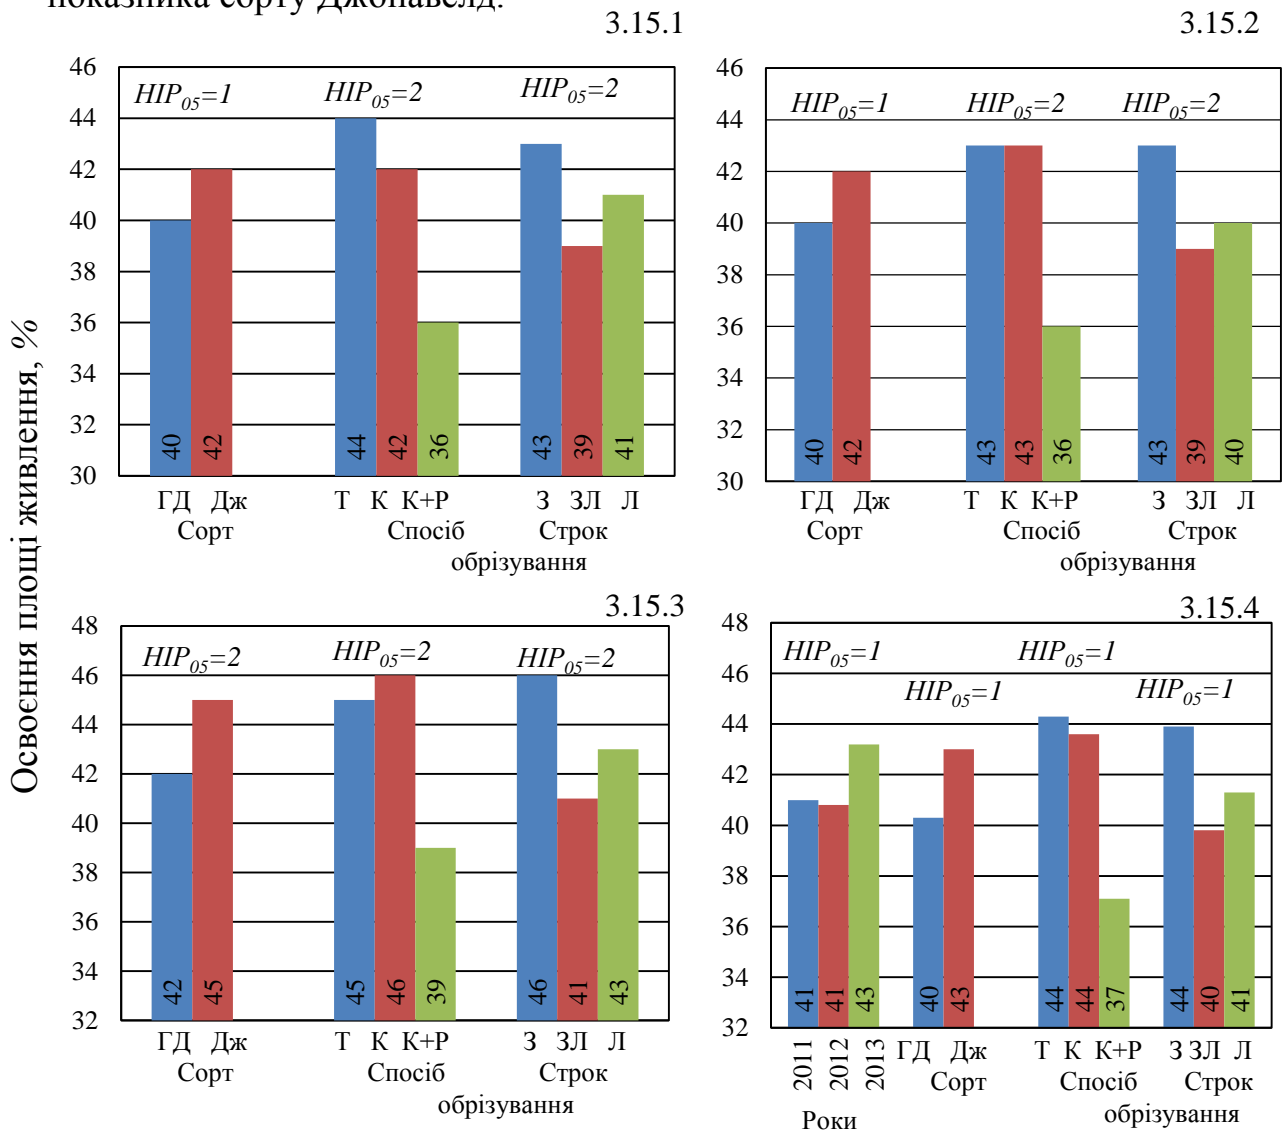 показника сорту Джонавелд.
3.15.1
46
44
42
40
38
36
34
32
30
HIP05=1
HIP05=2
HIP05=2
40 42 44 42 36 43 39 41
ГД Дж Т К К+Р З ЗЛ Л
Сорт Спосіб Строк
обрізування
3.15.2
46
44
42
40
38
36
34
32
30
HIP05=1
HIP05=2
HIP05=2
40 42 43 43 36 43 39 40
ГД Дж Т К К+Р З ЗЛ Л
Сорт Спосіб Строк
обрізування
Освоєння площі живлення, %
3.15.3
48
46
44
42
40
38
36
34
32
HIP05=2
HIP05=2
HIP05=2
42 45 45 46 39 46 41 43
ГД Дж Т К К+Р З ЗЛ Л
Сорт Спосіб Строк
обрізування
3.15.4
48
46
44
42
40
38
36
34
32
HIP05=1
HIP05=1
HIP05=1
HIP05=1
41 41 43 40 43 44 44 37 44 40 41
2011 2012 2013 ГД Дж Т К К+Р З ЗЛ Л
Сорт Спосіб Строк
Роки обрізування